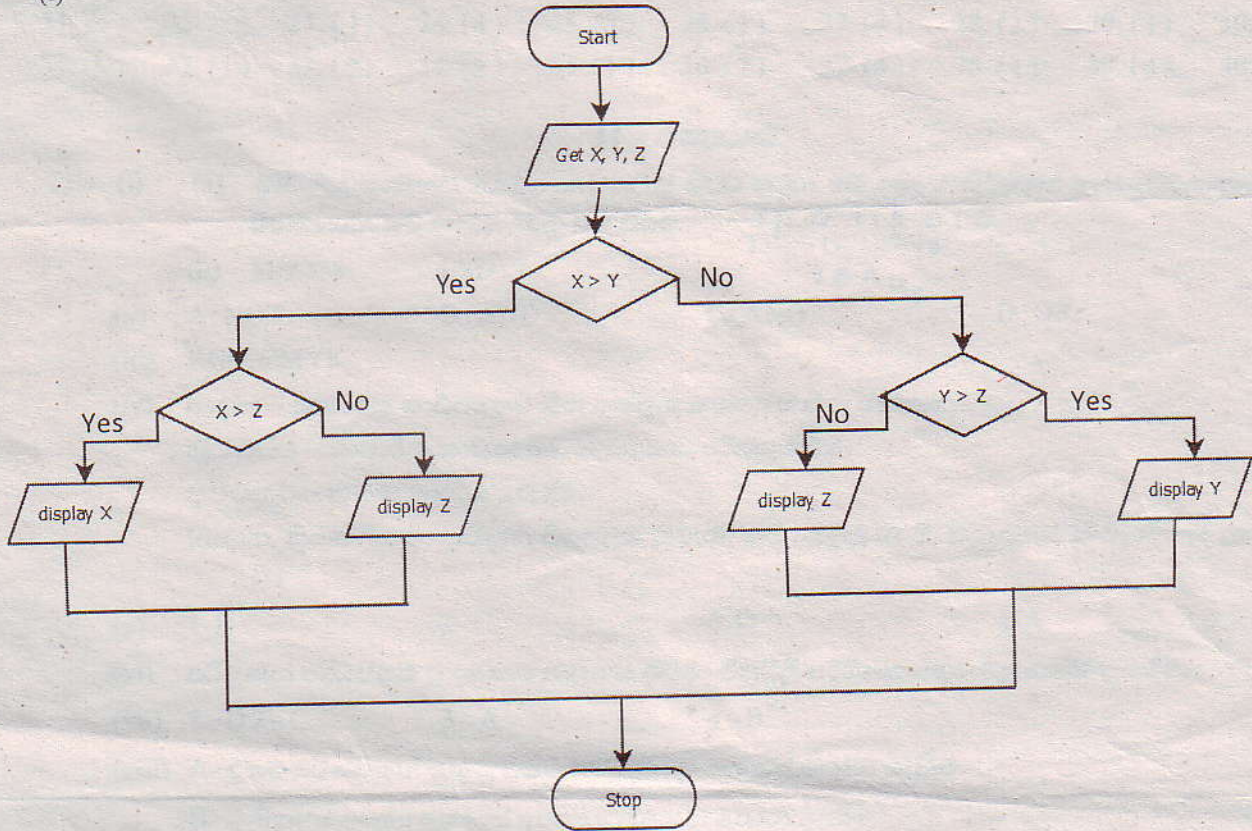 Start
Get X, Y, Z
X > Y
Yes
No
X > Z
Yes
No
Y > Z
No
Yes
display X
display Z
display Z
display Y
Stop